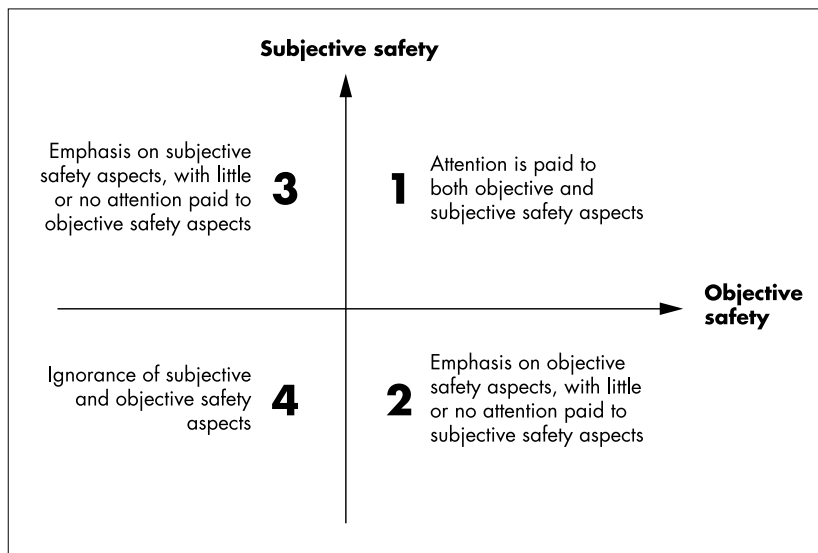 Subjective safety
Emphasis on subjective
safety aspects, with little
or no attention paid to
objective safety aspects
3
1
Attention is paid to
both objective and
subjective safety aspects
Objective
safety
Ignorance of subjective
and objective safety
aspects
4
2
Emphasis on objective
safety aspects, with little
or no attention paid to
subjective safety aspects